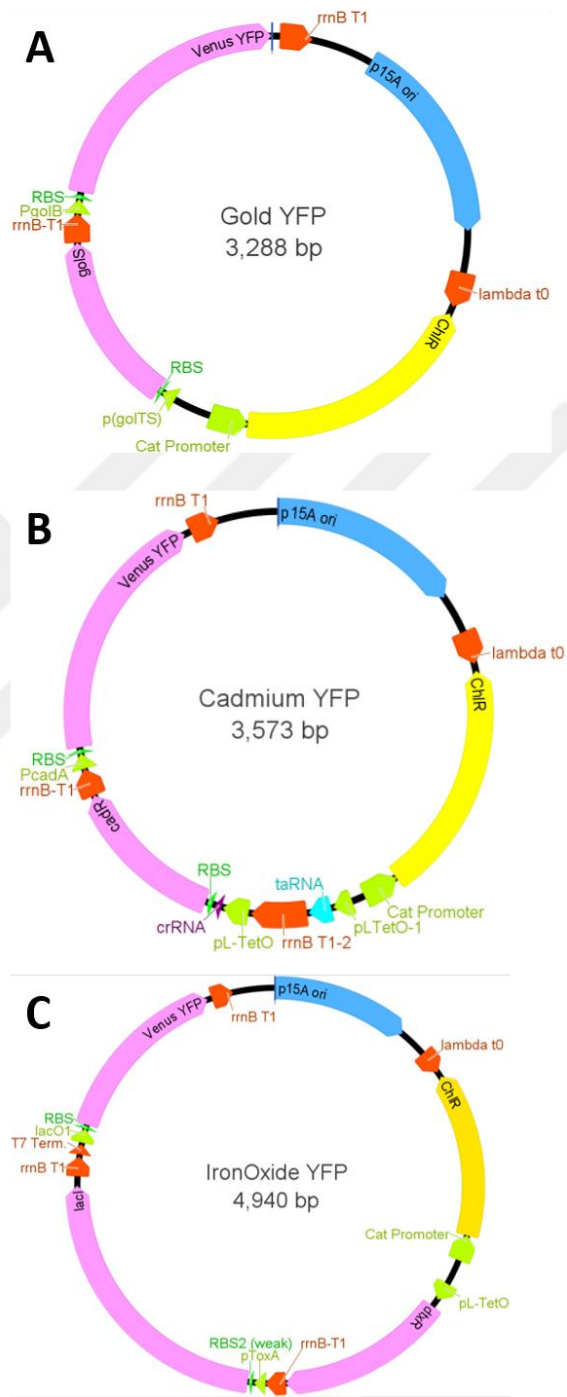 A
Venus YFP
rrnB T1
p15A ori
RBS
PgolB
rrnB-T1
Gold YFP
3,288 bp
golS
lambda t0
ChlR
RBS
p(golTS)
Cat Promoter
B
rrnB T1
p15A ori
Venus YFP
lambda t0
ChlR
Cadmium YFP
3,573 bp
RBS
PcadA
rrnB-T1
cadR
RBS
taRNA
Cat Promoter
crRNA
pLTetO-1
pL-TetO
rrnB T1-2
C
Venus YFP
rrnB T1
p15A ori
lambda t0
ChlR
RBS
lacO1
T7 Term.
rrnB T1
IronOxide YFP
4,940 bp
lacI
Cat Promoter
pL-TetO
dtxR
RBS2 (weak)
pToxA
rrnB-T1